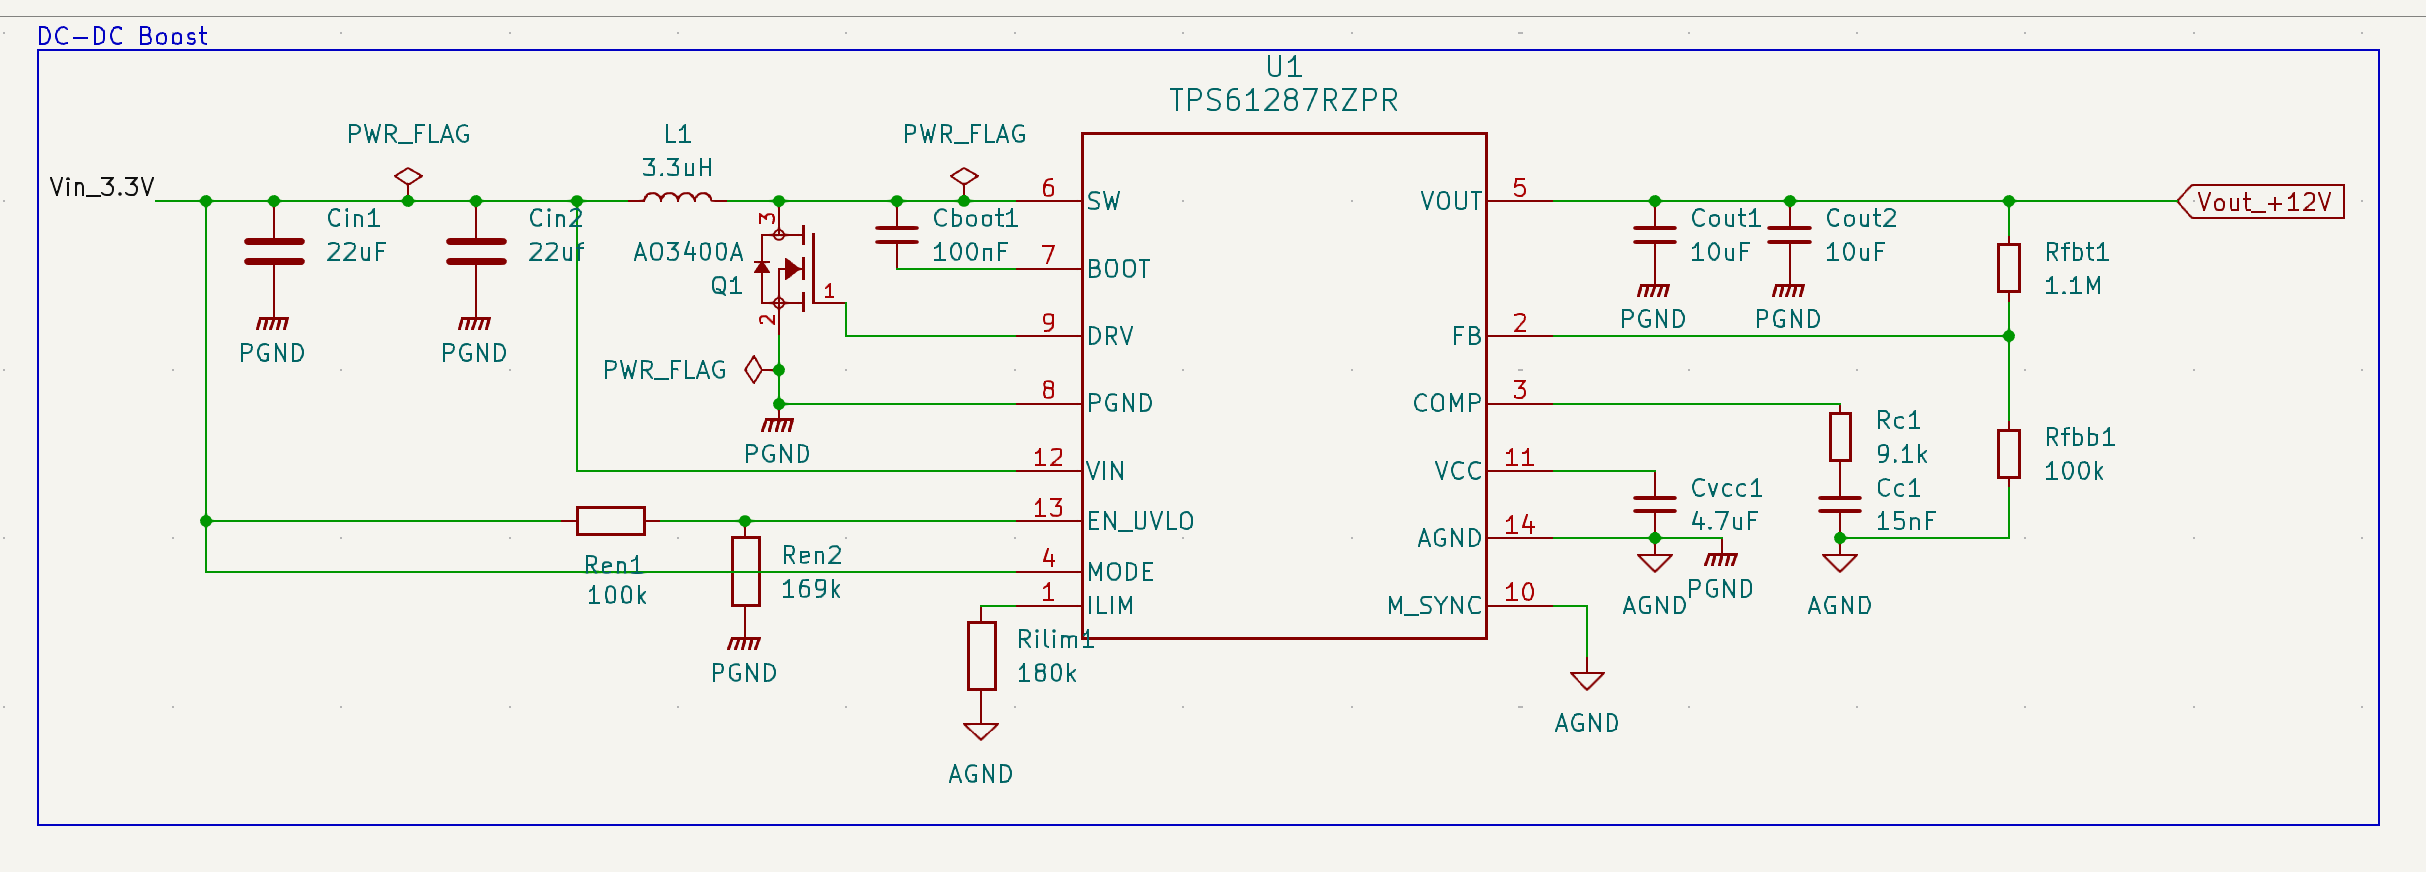 DC-DC Boost
U1
TPS61287RZPR
PWR_FLAG
L1
3.3uH
PWR_FLAG
Vin_3.3V
Cin1
22uF
PGND
Cin2
22uf
PGND
AO3400A
Q1
3
1
2
Cboot1
100nF
PWR_FLAG
PGND
6
SW
7
BOOT
9
DRV
8
PGND
12
VIN
13
EN_UVLO
4
MODE
1
ILIM
Ren1
100k
Ren2
169k
PGND
Rilim1
180k
AGND
VOUT
5
FB
2
COMP
3
VCC
11
AGND
14
M_SYNC
10
Cout1
10uF
PGND
Cout2
10uF
PGND
Vout_+12V
Rfbt1
1.1M
Rc1
9.1k
Rfbb1
100k
Cvcc1
4.7uF
Cc1
15nF
AGND
PGND
AGND
AGND